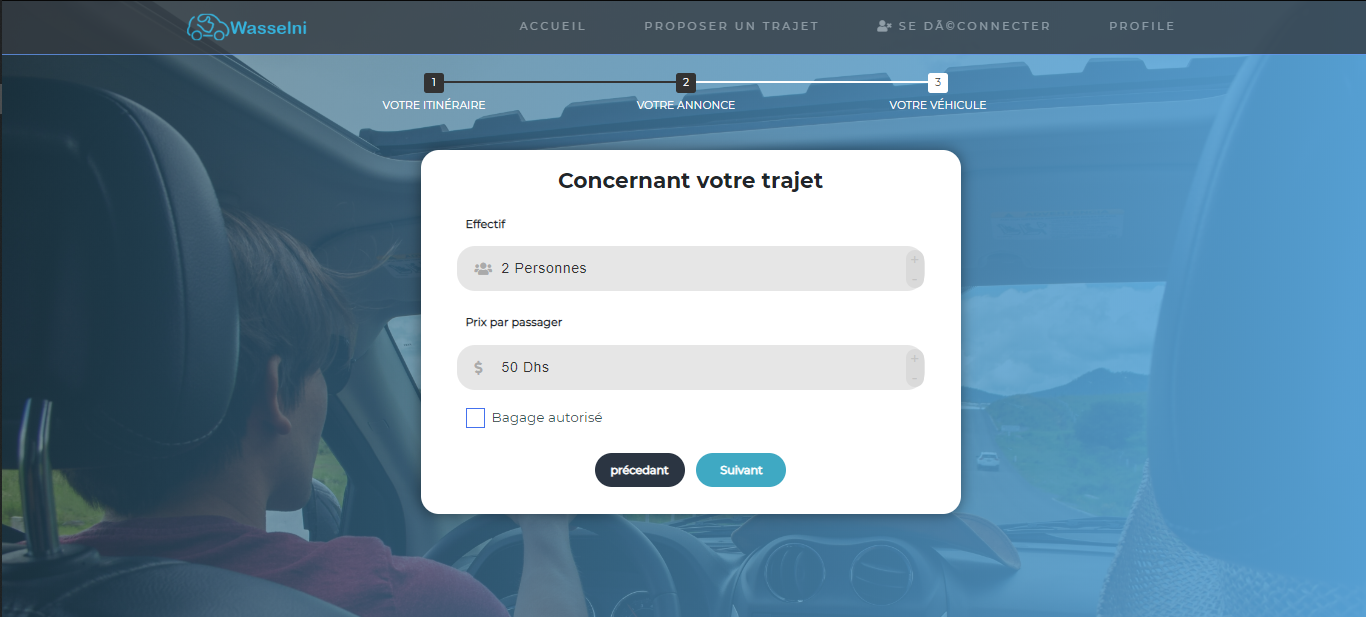 Wasselni
ACCUEIL
PROPOSER UN TRAJET
SE DÃ©CONNECTER
PROFILE
1
2
3
VOTRE ITINÉRAIRE
VOTRE ANNONCE
VOTRE VÉHICULE
Concernant votre trajet
Effectif
2 Personnes
+
-
Prix par passager
$ 50 Dhs
+
-
Bagage autorisé
précedant
Suivant